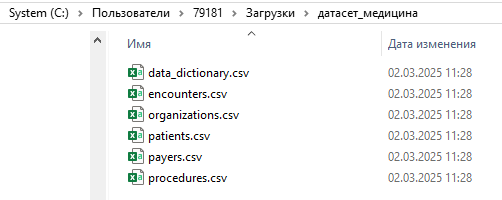 System (C:) > Пользователи > 79181 > Загрузки > датасет_медицина
Имя Дата изменения
data_dictionary.csv 02.03.2025 11:28
encounters.csv 02.03.2025 11:28
organizations.csv 02.03.2025 11:28
patients.csv 02.03.2025 11:28
payers.csv 02.03.2025 11:28
procedures.csv 02.03.2025 11:28